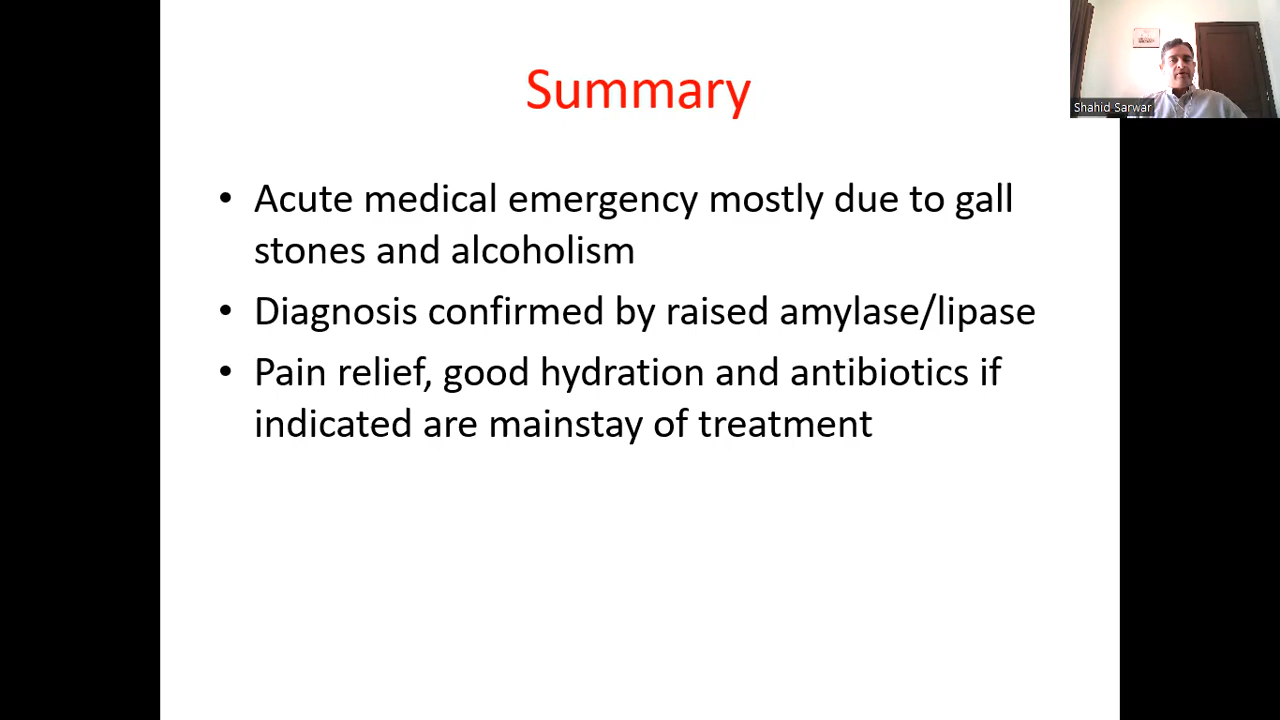 Summary
Shahid Sarwar
• Acute medical emergency mostly due to gall
stones and alcoholism
• Diagnosis confirmed by raised amylase/lipase
• Pain relief, good hydration and antibiotics if
indicated are mainstay of treatment